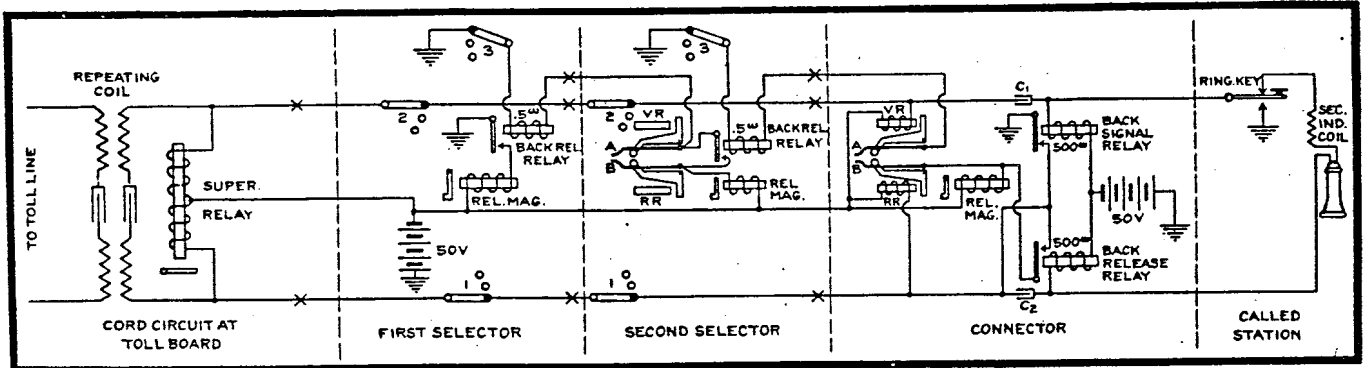 TO TOLL LINE
REPEATING
COIL
SUPER.
RELAY
CORD CIRCUIT AT
TOLL BOARD
3
2
.5ω
BACK REL
RELAY
REL. MAG.
50V
1
FIRST SELECTOR
3
2
VR
A
B
RR
.5ω
BACK REL
RELAY
REL
MAG.
1
SECOND SELECTOR
VR
A
B
RR
REL.
MAG.
C1
BACK
SIGNAL
RELAY
500ω
50V
500ω
BACK
RELEASE
RELAY
C2
CONNECTOR
RING. KEY
SEC.
IND.
COIL
CALLED
STATION